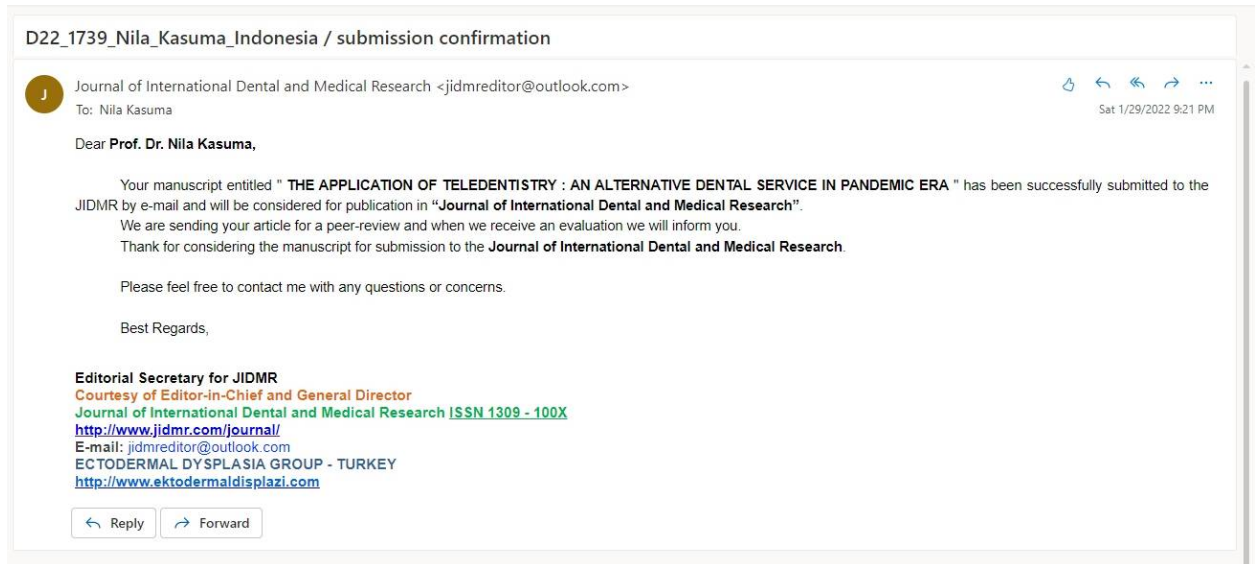 D22_1739_Nila_Kasuma_Indonesia / submission confirmation
J
Journal of International Dental and Medical Research <jidmreditor@outlook.com>
To: Nila Kasuma
Sat 1/29/2022 9:21 PM
Dear Prof. Dr. Nila Kasuma,
Your manuscript entitled " THE APPLICATION OF TELEDENTISTRY : AN ALTERNATIVE DENTAL SERVICE IN PANDEMIC ERA " has been successfully submitted to the
JIDMR by e-mail and will be considered for publication in “Journal of International Dental and Medical Research”.
We are sending your article for a peer-review and when we receive an evaluation we will inform you.
Thank for considering the manuscript for submission to the Journal of International Dental and Medical Research.
Please feel free to contact me with any questions or concerns.
Best Regards,
Editorial Secretary for JIDMR
Courtesy of Editor-in-Chief and General Director
Journal of International Dental and Medical Research ISSN 1309 - 100X
http://www.jidmr.com/journal/
E-mail: jidmreditor@outlook.com
ECTODERMAL DYSPLASIA GROUP - TURKEY
http://www.ektodermaldisplazi.com
Reply Forward